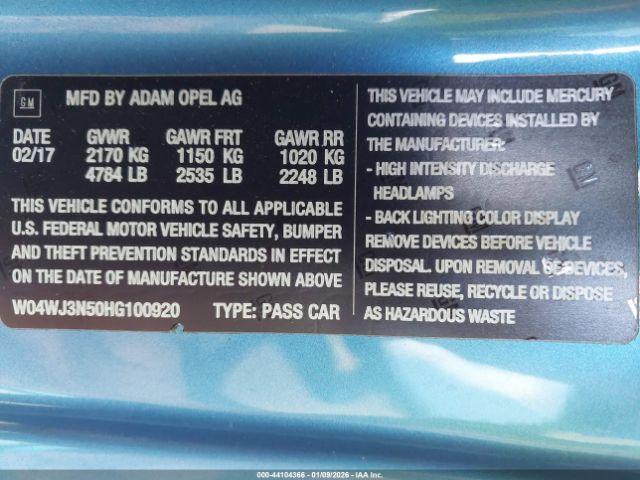 GM
MFD BY ADAM OPEL AG
DATE GVWR GAWR FRT GAWR RR
02/17 2170 KG 1150 KG 1020 KG
4784 LB 2535 LB 2248 LB
THIS VEHICLE CONFORMS TO ALL APPLICABLE
U.S. FEDERAL MOTOR VEHICLE SAFETY, BUMPER
AND THEFT PREVENTION STANDARDS IN EFFECT
ON THE DATE OF MANUFACTURE SHOWN ABOVE
W04WJ3N50HG100920 TYPE: PASS CAR
THIS VEHICLE MAY INCLUDE MERCURY
CONTAINING DEVICES INSTALLED BY
THE MANUFACTURER:
- HIGH INTENSITY DISCHARGE
HEADLAMPS
- BACK LIGHTING COLOR DISPLAY
REMOVE DEVICES BEFORE VEHICLE
DISPOSAL. UPON REMOVAL OF DEVICES,
PLEASE REUSE, RECYCLE OR DISPOSE
AS HAZARDOUS WASTE
000-44104366 - 01/09/2026 - IAA Inc.